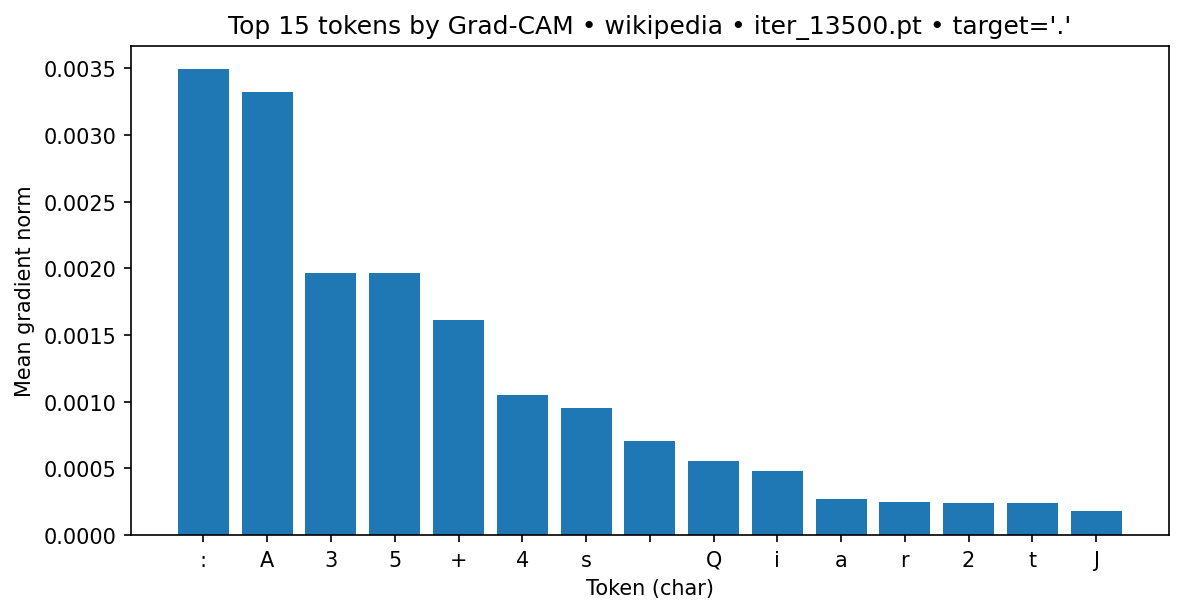 Top 15 tokens by Grad-CAM • wikipedia • iter_13500.pt • target='.'
0.0035
0.0030
0.0025
0.0020
0.0015
0.0010
0.0005
0.0000
Mean gradient norm
: A 3 5 + 4 s Q i a r 2 t J
Token (char)